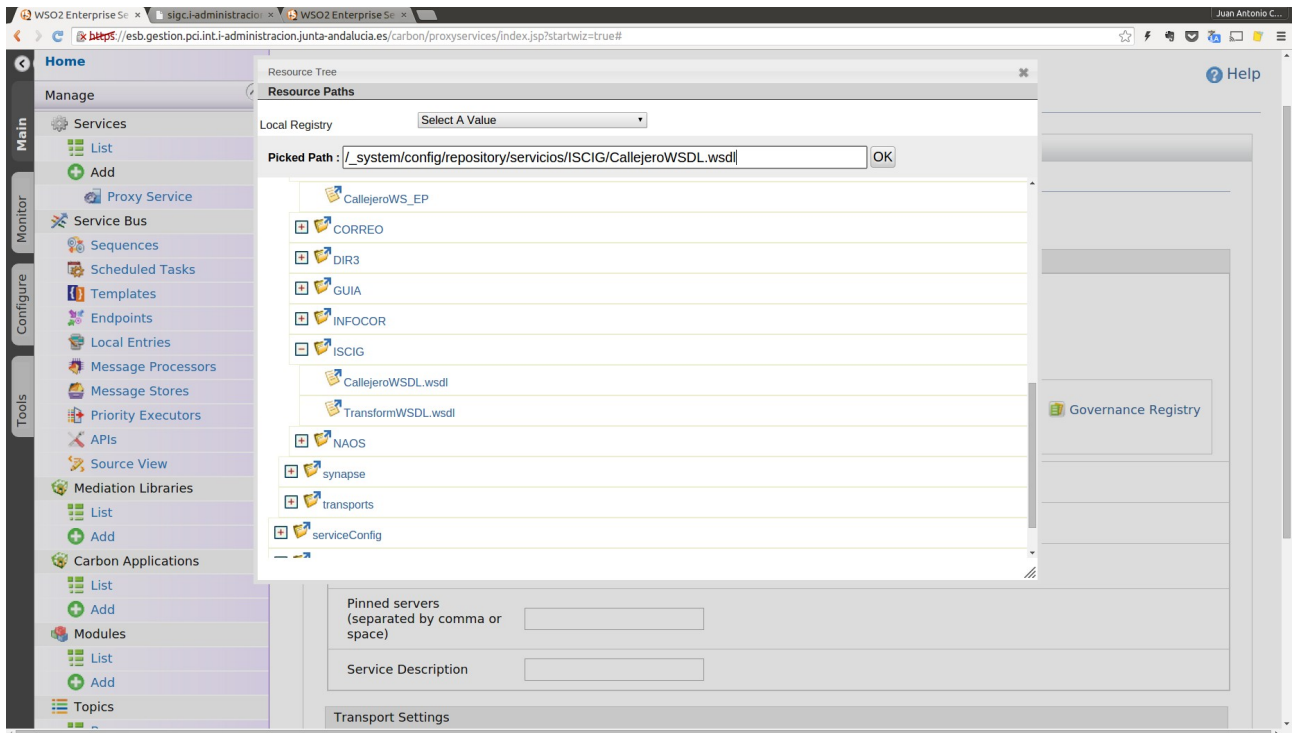 WSO2 Enterprise Se
sigc.i-administracio
WSO2 Enterprise Se
Juan Antonio C...
https://esb.gestion.pci.int.i-administracion.junta-andalucia.es/carbon/proxyservices/index.jsp?startwiz=true#
Home
Help
Manage
Main
Monitor
Configure
Tools
Services
List
Add
Proxy Service
Service Bus
Sequences
Scheduled Tasks
Templates
Endpoints
Local Entries
Message Processors
Message Stores
Priority Executors
APIs
Source View
Mediation Libraries
List
Add
Carbon Applications
List
Add
Modules
List
Add
Topics
Resource Tree
Resource Paths
Local Registry
Select A Value
Picked Path : /_system/config/repository/servicios/ISCIG/CallejeroWSDL.wsdl
OK
CallejeroWS_EP
CORREO
DIR3
GUIA
INFOCOR
ISCIG
CallejeroWSDL.wsdl
TransformWSDL.wsdl
NAOS
synapse
transports
serviceConfig
Governance Registry
Pinned servers
(separated by comma or
space)
Service Description
Transport Settings